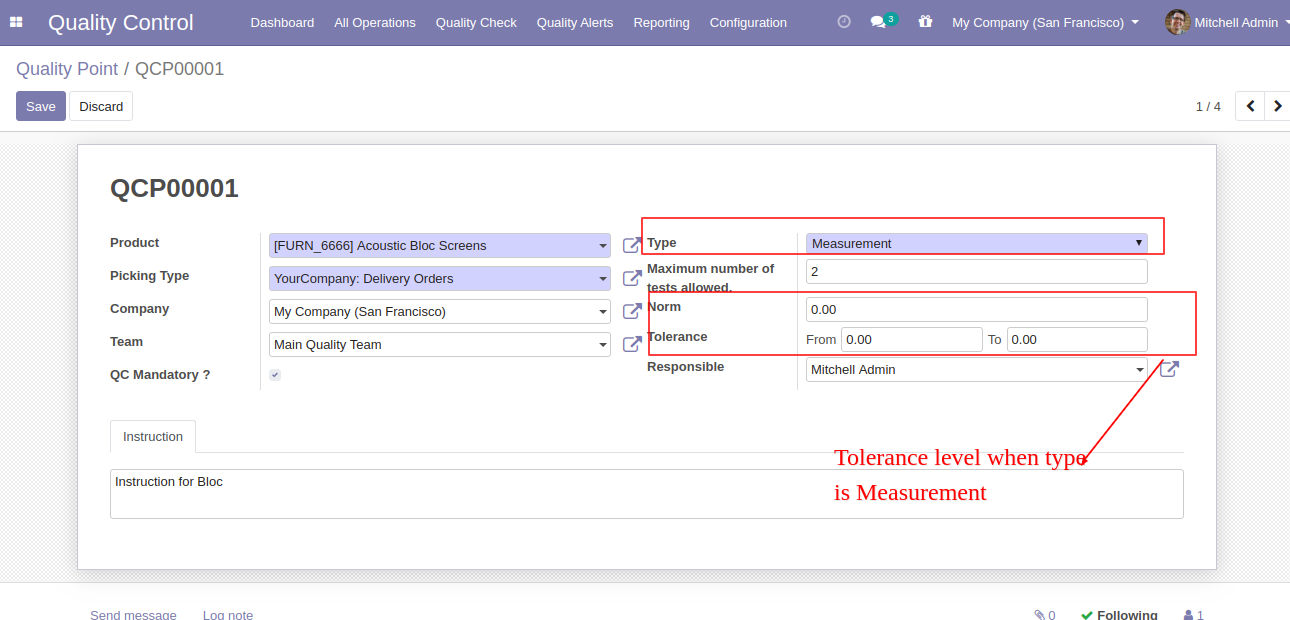 Quality Control Dashboard All Operations Quality Check Quality Alerts Reporting Configuration 3 My Company (San Francisco) Mitchell Admin
Quality Point / QCP00001
Save Discard 1 / 4
QCP00001
Product [FURN_6666] Acoustic Bloc Screens
Picking Type YourCompany: Delivery Orders
Company My Company (San Francisco)
Team Main Quality Team
QC Mandatory ?
Type Measurement
Maximum number of
tests allowed. 2
Norm 0.00
Tolerance From 0.00 To 0.00
Responsible Mitchell Admin
Instruction
Instruction for Bloc
Tolerance level when type
is Measurement
Send message Log note 0 Following 1